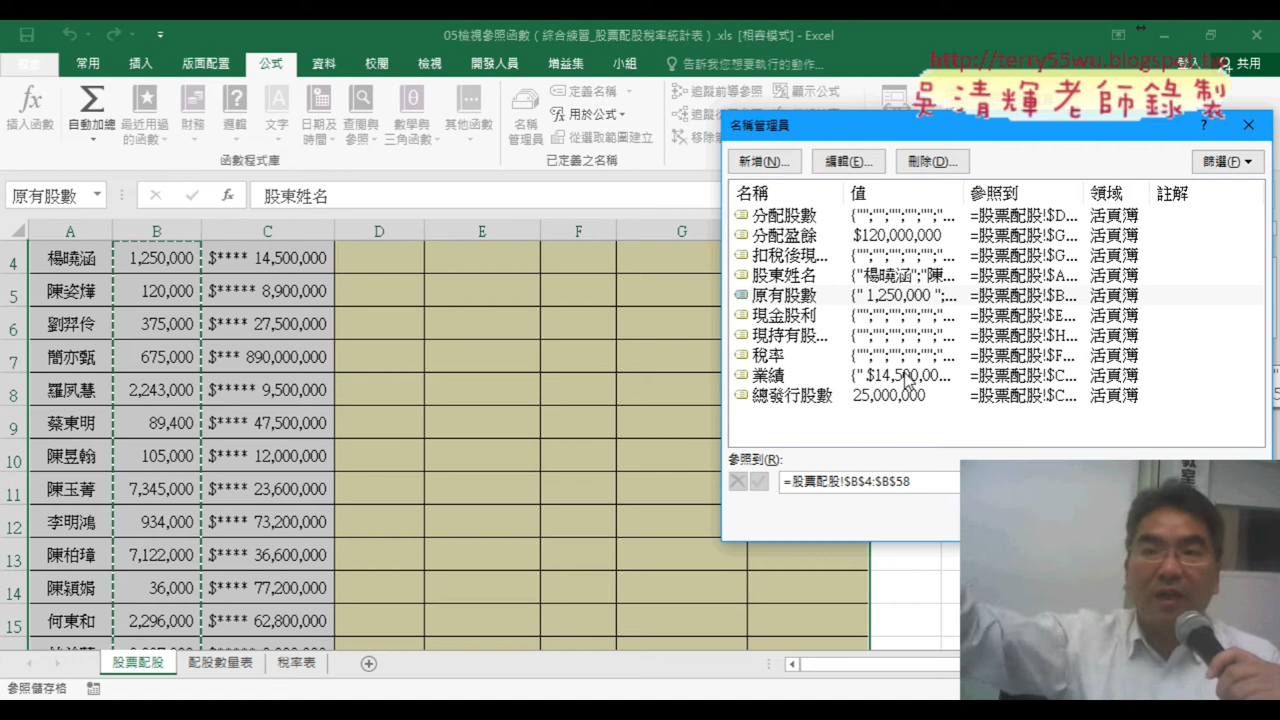 05檢視參照函數（綜合練習_股票配股稅率統計表）.xls [相容模式] - Excel
http://terry55wu.blogspot.tw
吳清輝老師錄製
檔案 常用 插入 版面配置 公式 資料 校閱 檢視 開發人員 增益集 小組 告訴我您想要執行的動作... 登入 共用
插入函數 自動加總 最近用過的函數 財務 邏輯 文字 日期及時間 查閱與參照 數學與三角函數 其他函數
函數程式庫
名稱管理員 定義名稱 用於公式 從選取範圍建立
已定義之名稱
追蹤前導參照 顯示公式
原有股數 fx 股東姓名
A B C D E F G
4 楊曉涵 1,250,000 $**** 14,500,000
5 陳姿燁 120,000 $***** 8,900,000
6 劉羿伶 375,000 $**** 27,500,000
7 閻亦甄 675,000 $*** 890,000,000
8 羅夙慧 2,243,000 $***** 9,500,000
9 蔡東明 89,400 $**** 47,500,000
10 陳昱翰 105,000 $**** 12,000,000
11 陳玉菁 7,345,000 $**** 23,600,000
12 李明鴻 934,000 $**** 73,200,000
13 陳柏瑋 7,122,000 $**** 36,600,000
14 陳穎娟 36,000 $**** 77,200,000
15 何東和 2,296,000 $**** 62,800,000
名稱管理員
新增(N)... 編輯(E)... 刪除(D)... 篩選(F)
名稱 值 參照到 領域 註解
分配股數 {"";"";"";"";"";"... =股票配股!$D... 活頁簿
分配盈餘 $120,000,000 =股票配股!$G... 活頁簿
扣稅後現... {"";"";"";"";"";"... =股票配股!$G... 活頁簿
股東姓名 {"楊曉涵";"陳... =股票配股!$A... 活頁簿
原有股數 {" 1,250,000 ";... =股票配股!$B... 活頁簿
現金股利 {"";"";"";"";"";"... =股票配股!$E... 活頁簿
現持有股... {"";"";"";"";"";"... =股票配股!$H... 活頁簿
稅率 {"";"";"";"";"";"... =股票配股!$F... 活頁簿
業績 {" $14,500,00... =股票配股!$C... 活頁簿
總發行股數 25,000,000 =股票配股!$C... 活頁簿
參照到(R):
=股票配股!$B$4:$B$58
股票配股 配股數量表 稅率表
參照儲存格